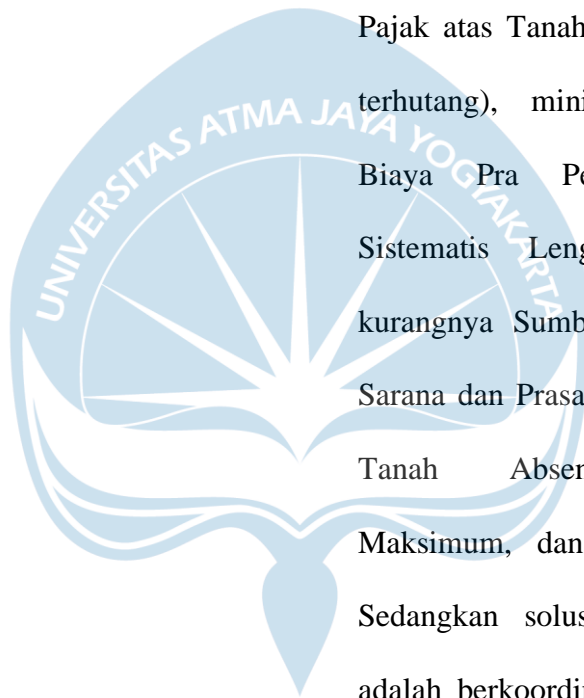 Pajak atas Tanah
terhutang), mini
Biaya Pra Pe
Sistematis Leng
kurangnya Sumb
Sarana dan Prasa
Tanah Absen
Maksimum, dan
Sedangkan solus
adalah berkoordi
UNIVERSITAS ATMA JAYA YOGYAKARTA